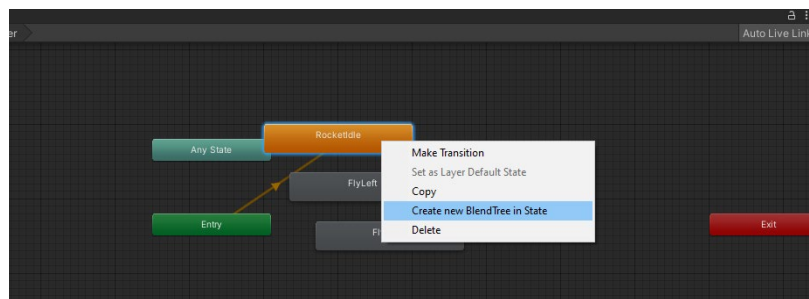 er
Auto Live Link
RocketIdle
Any State
Make Transition
Set as Layer Default State
FlyLeft
Copy
Create new BlendTree in State
Entry
Delete
Exit